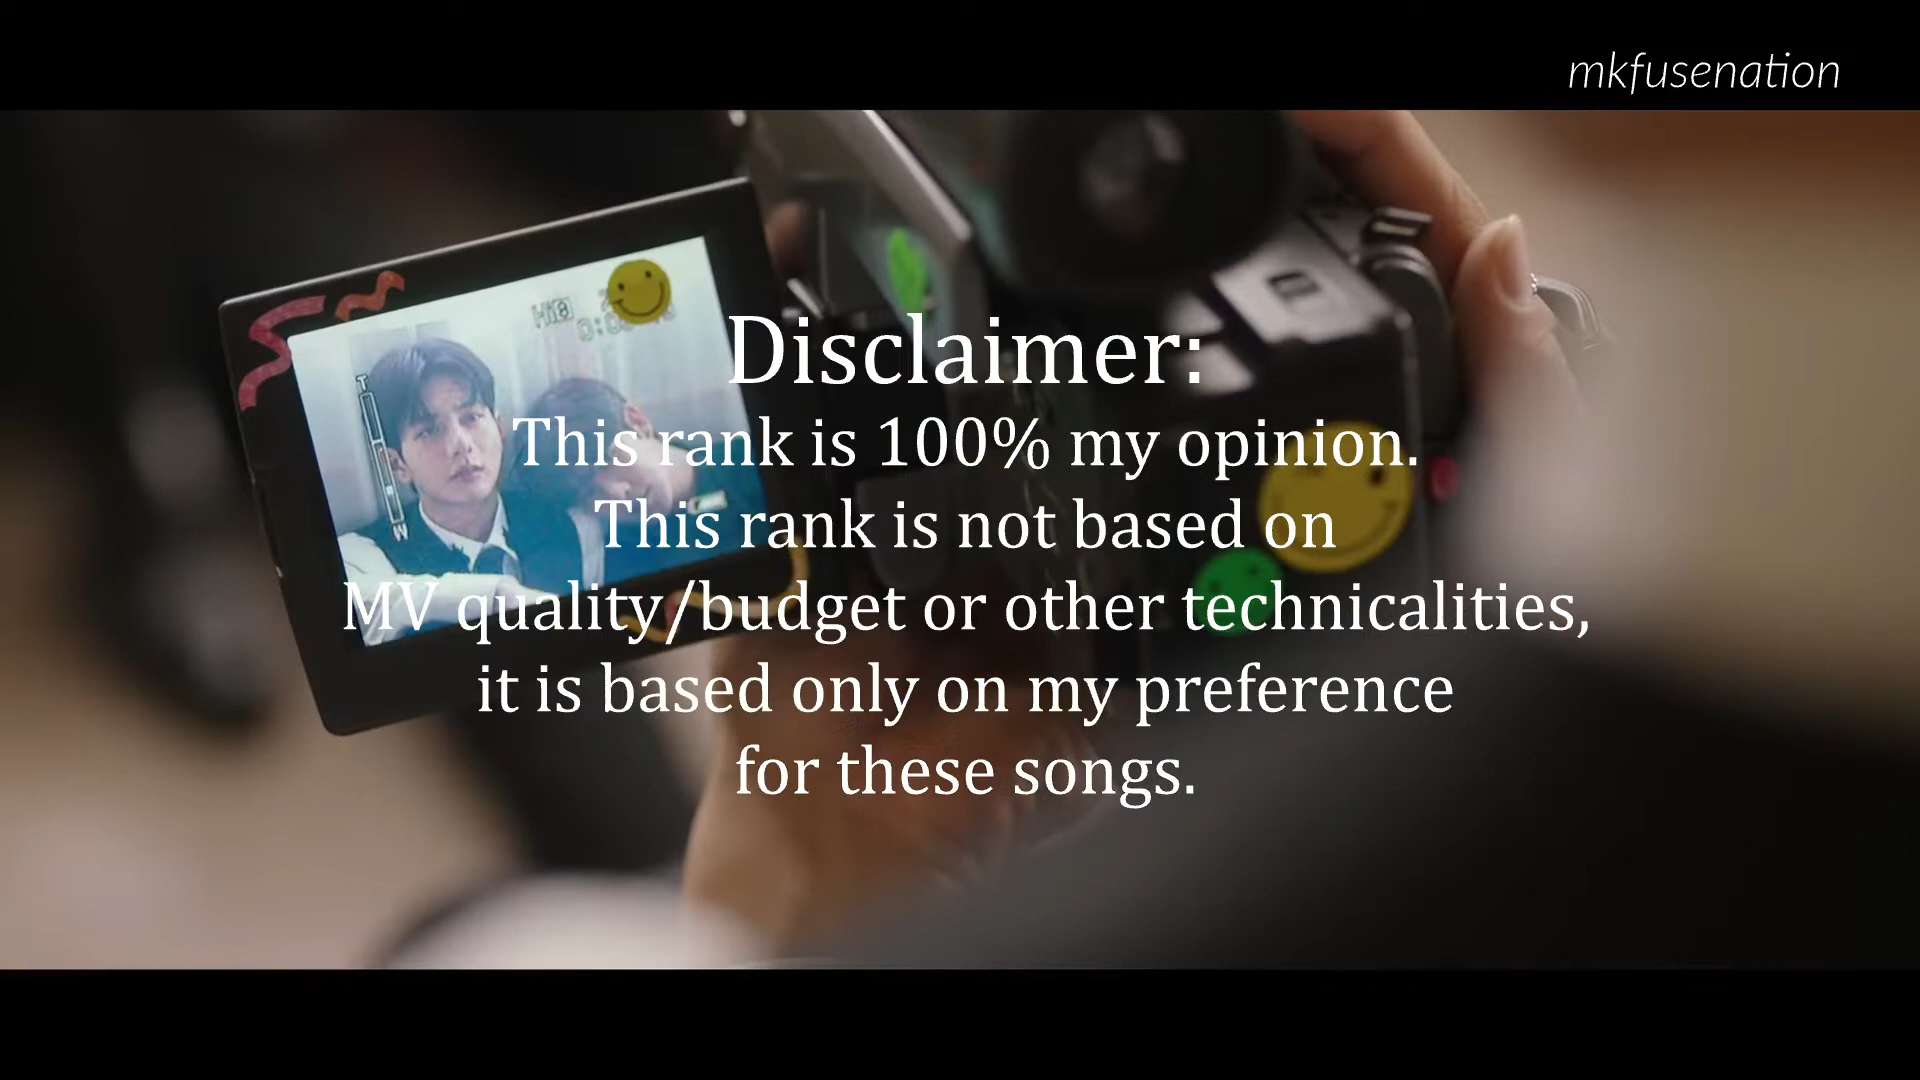 mkfusenation
Disclaimer:
This rank is 100% my opinion.
This rank is not based on
MV quality/budget or other technicalities,
it is based only on my preference
for these songs.
T
W